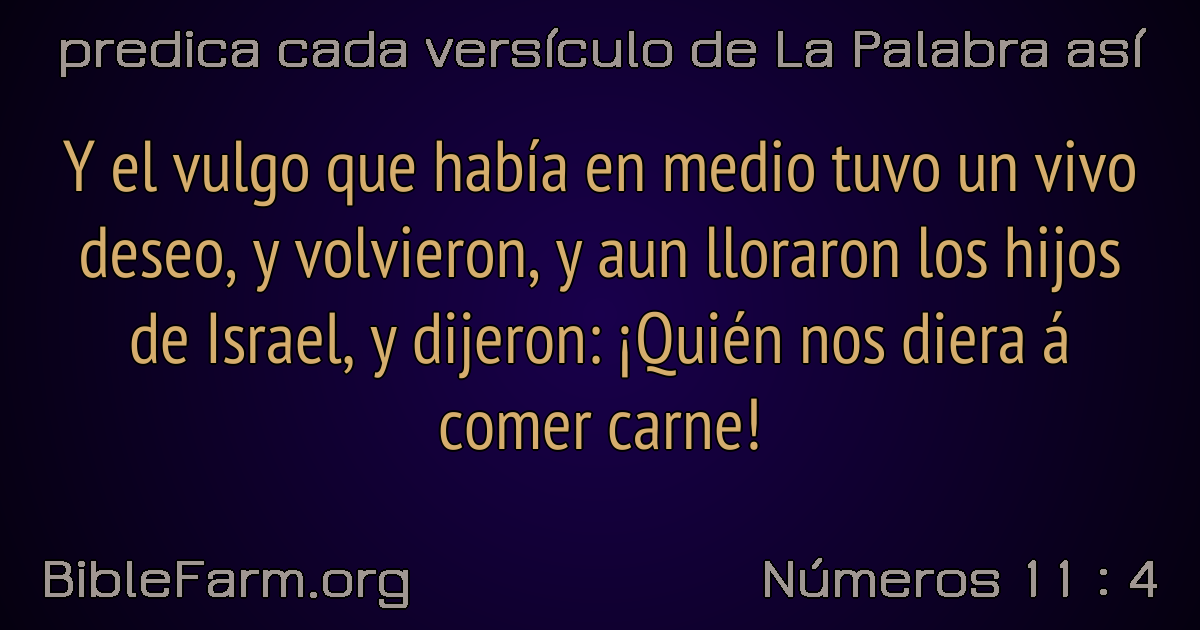 predica cada versículo de La Palabra así
Y el vulgo que había en medio tuvo un vivo
deseo, y volvieron, y aun lloraron los hijos
de Israel, y dijeron: ¡Quién nos diera á
comer carne!
BibleFarm.org
Números 11 : 4